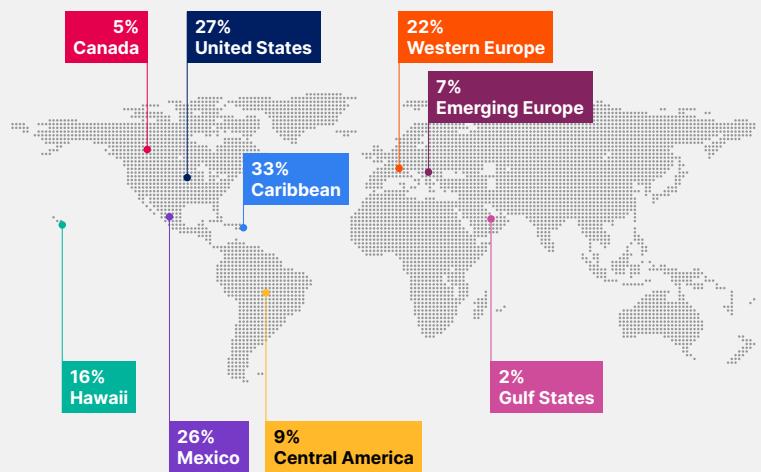 5%
Canada
27%
United States
22%
Western Europe
7%
Emerging Europe
33%
Caribbean
16%
Hawaii
2%
Gulf States
26%
Mexico
9%
Central America